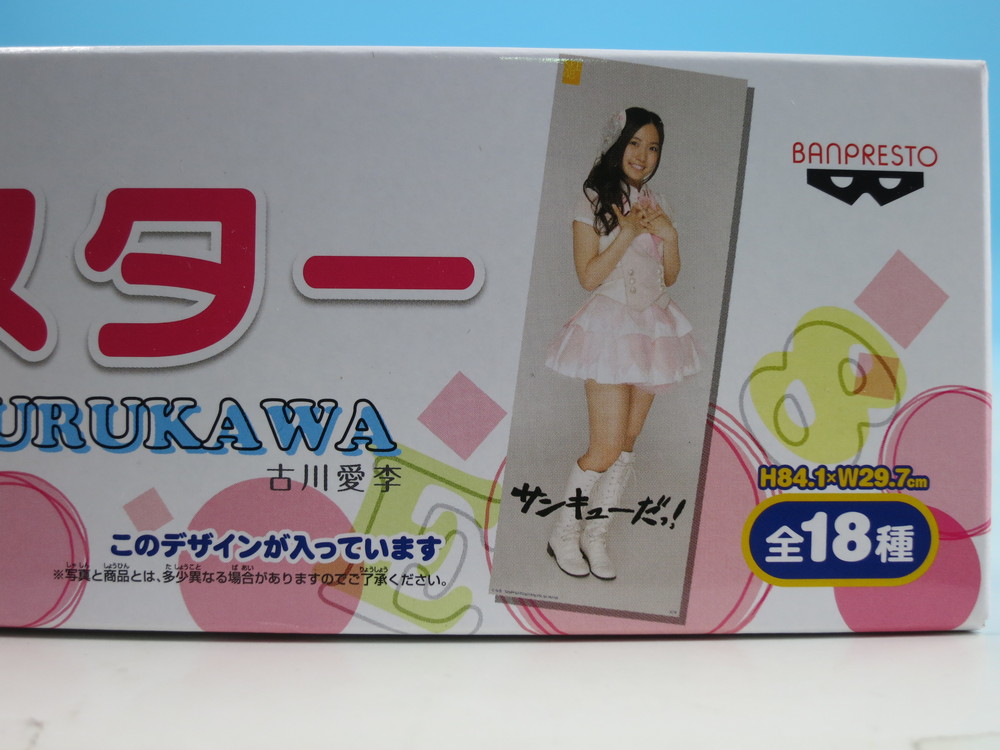 スター
URUKAWA
古川愛李
このデザインが入っています
※写真と商品とは、多少異なる場合がありますのでご了承ください。
サンキューだっ!
BANPRESTO
H84.1×W29.7cm
全18種